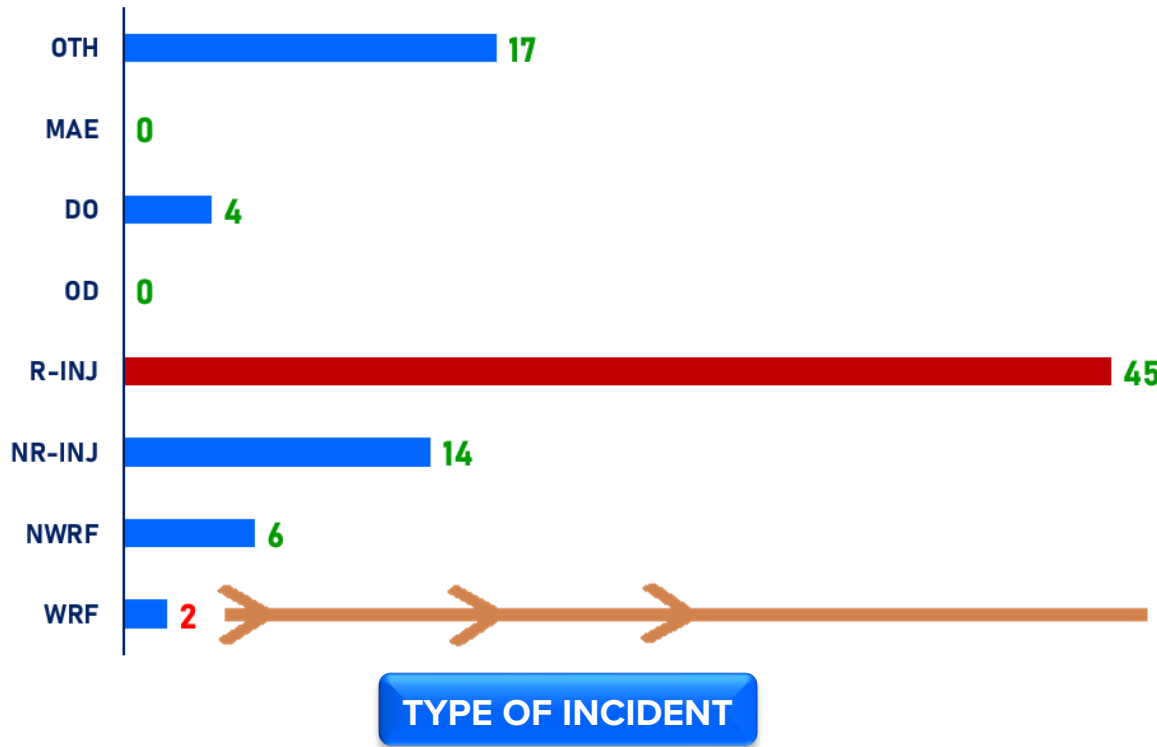 OTH 17
MAE 0
DO 4
OD 0
R-INJ 45
NR-INJ 14
NWRF 6
WRF 2
TYPE OF INCIDENT